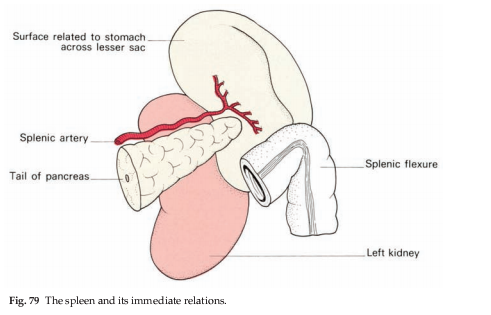 Surface related to stomach
across lesser sac
Splenic artery
Tail of pancreas
Splenic flexure
Left kidney
Fig. 79 The spleen and its immediate relations.